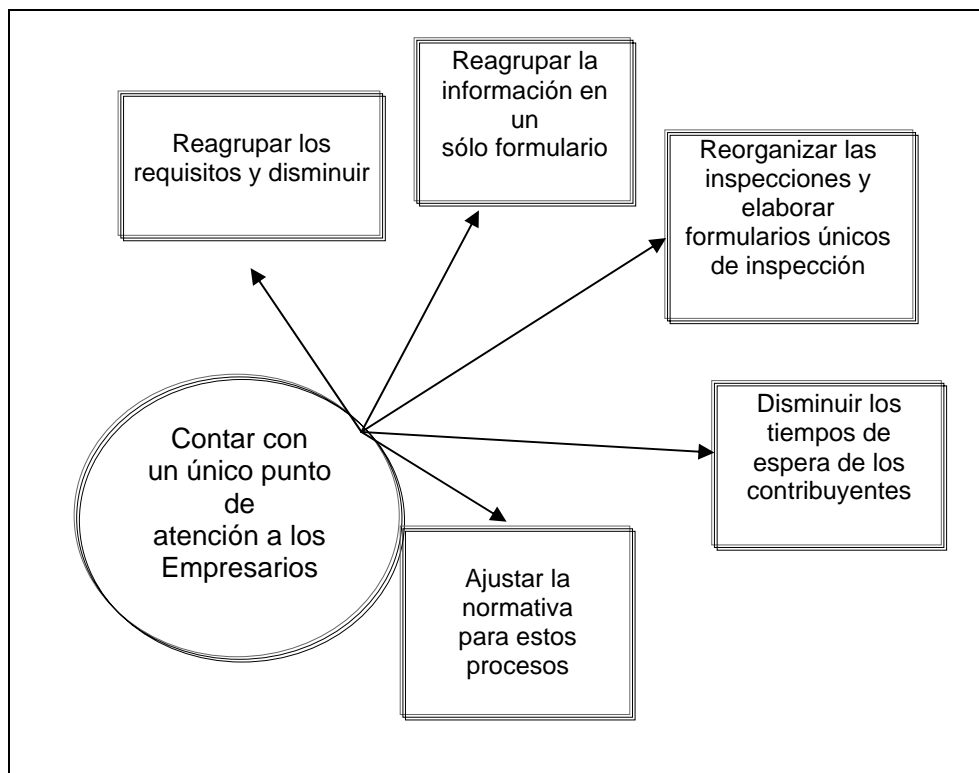 Reagrupar los
requisitos y disminuir
Reagrupar la
información en
un
sólo formulario
Reorganizar las
inspecciones y
elaborar
formularios únicos
de inspección
Disminuir los
tiempos de
espera de los
contribuyentes
Contar con
un único punto
de
atención a los
Empresarios
Ajustar la
normativa
para estos
procesos